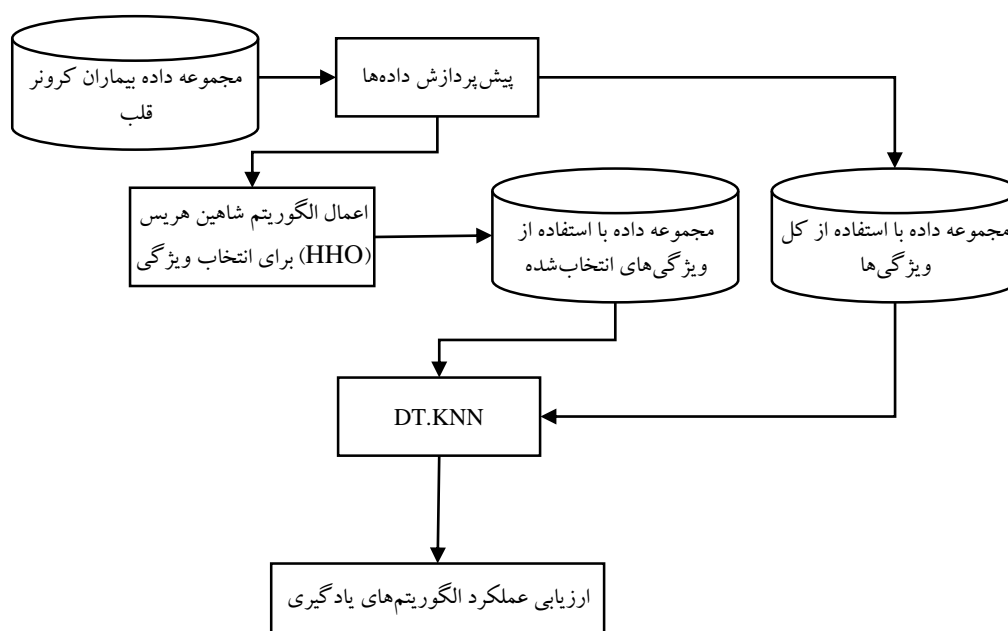 مجموعه داده بیماران کرونر
قلب
پیش‌پردازش داده‌ها
اعمال الگوریتم شاهین هریس
(HHO) برای انتخاب ویژگی
مجموعه داده با استفاده از
ویژگی‌های انتخاب‌شده
مجموعه داده با استفاده از کل
ویژگی‌ها
DT.KNN
ارزیابی عملکرد الگوریتم‌های یادگیری